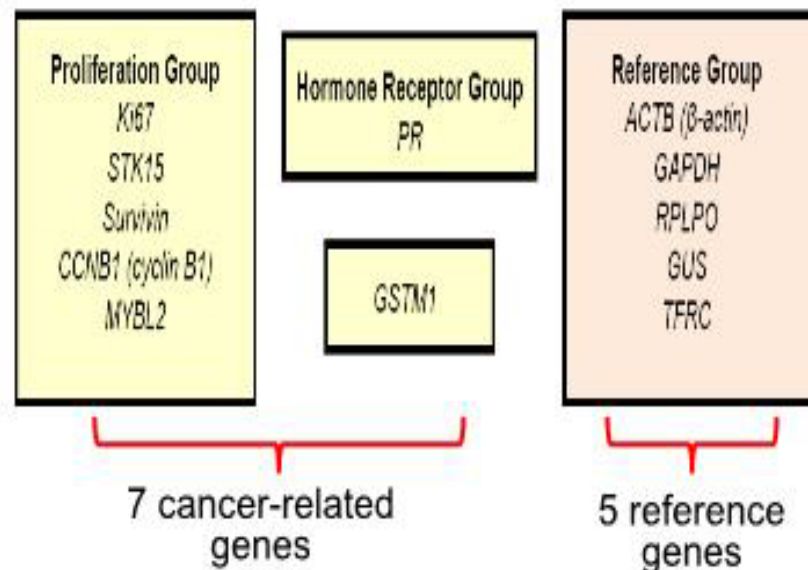 Proliferation Group
Ki67
STK15
Survivin
CCNB1 (cyclin B1)
MYBL2
Hormone Receptor Group
PR
GSTM1
Reference Group
ACTB (β-actin)
GAPDH
RPLPO
GUS
TFRC
7 cancer-related
genes
5 reference
genes